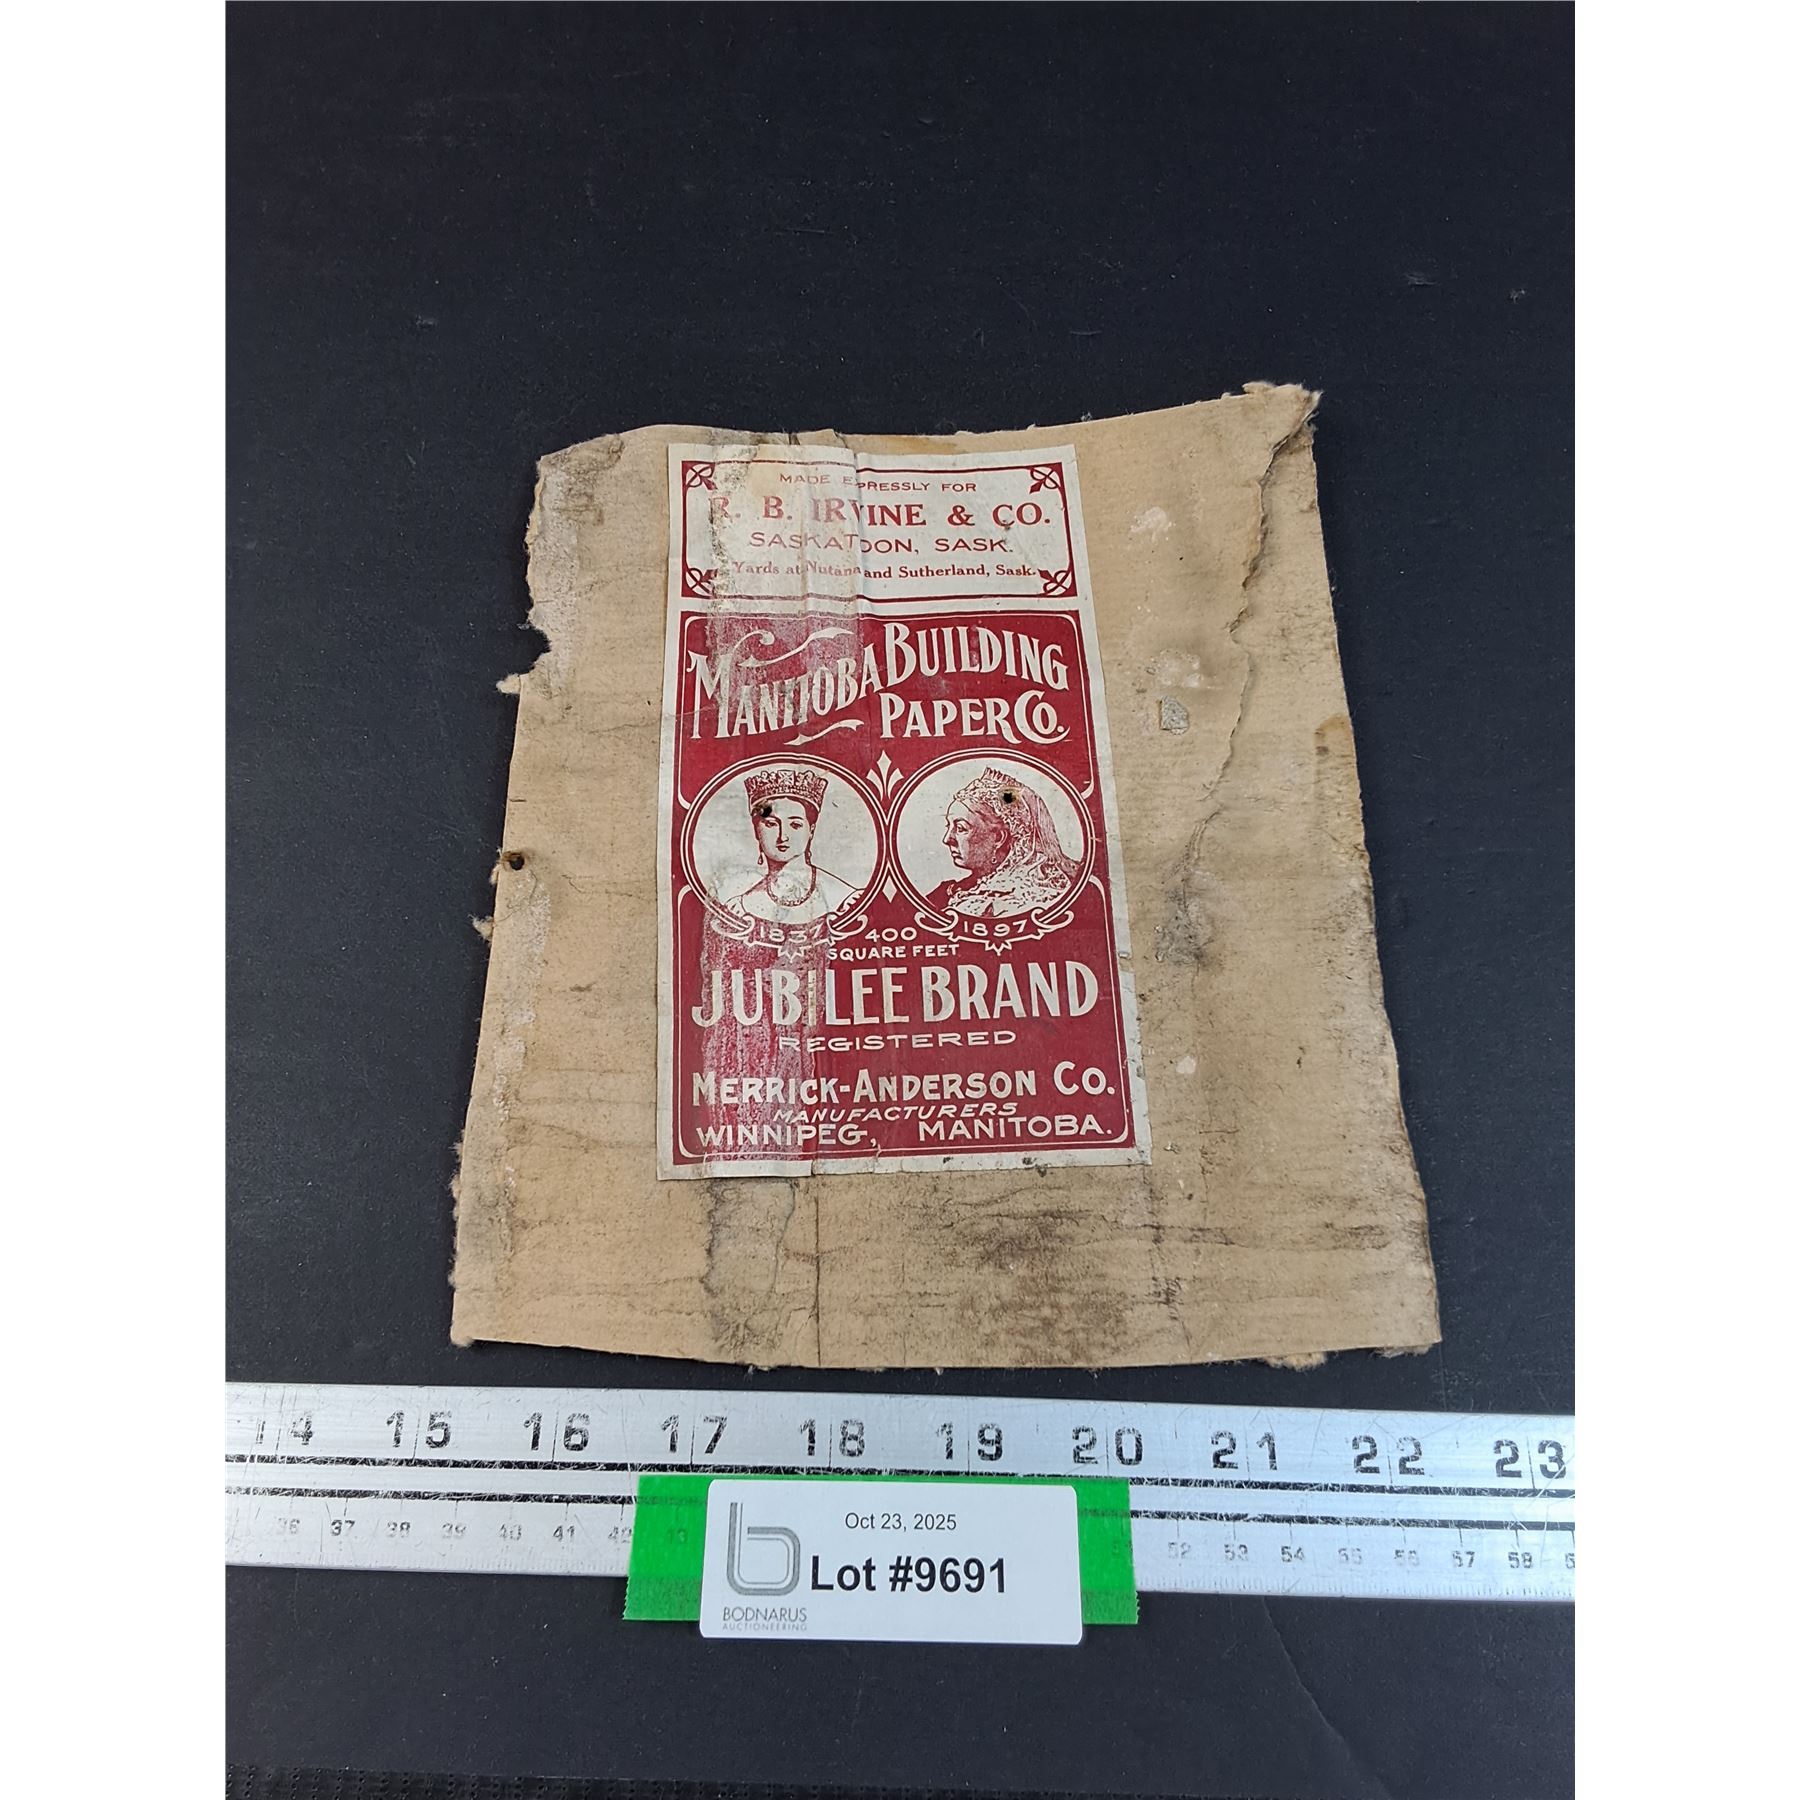 MADE EXPRESSLY FOR
R. B. IRVINE & CO.
SASKATOON, SASK.
Yards at Nutana and Sutherland, Sask.
MANITOBA BUILDING
PAPER CO.
1837 400 1897
SQUARE FEET
JUBILEE BRAND
REGISTERED
MERRICK-ANDERSON CO.
MANUFACTURERS
WINNIPEG, MANITOBA.
14 15 16 17 18 19 20 21 22 23
36 37 38 39 40 41 42 43 51 52 53 54 55 56 57 58
Oct 23, 2025
Lot #9691
BODNARUS
AUCTIONEERING